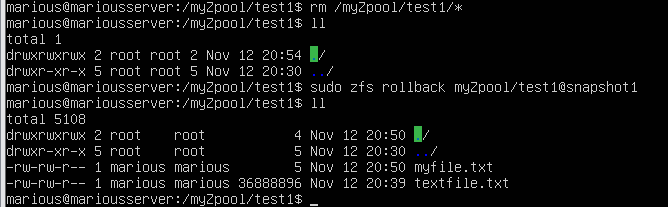 marious@mariousserver:/myZpool/test1$ rm /myZpool/test1/*
marious@mariousserver:/myZpool/test1$ ll
total 1
drwxrwxrwx 2 root root 2 Nov 12 20:54 ./
drwxr-xr-x 5 root root 5 Nov 12 20:30 ../
marious@mariousserver:/myZpool/test1$ sudo zfs rollback myZpool/test1@snapshot1
marious@mariousserver:/myZpool/test1$ ll
total 5108
drwxrwxrwx 2 root    root           4 Nov 12 20:50 ./
drwxr-xr-x 5 root    root           5 Nov 12 20:30 ../
-rw-rw-r-- 1 marious marious        5 Nov 12 20:50 myfile.txt
-rw-rw-r-- 1 marious marious 36888896 Nov 12 20:39 textfile.txt
marious@mariousserver:/myZpool/test1$ _